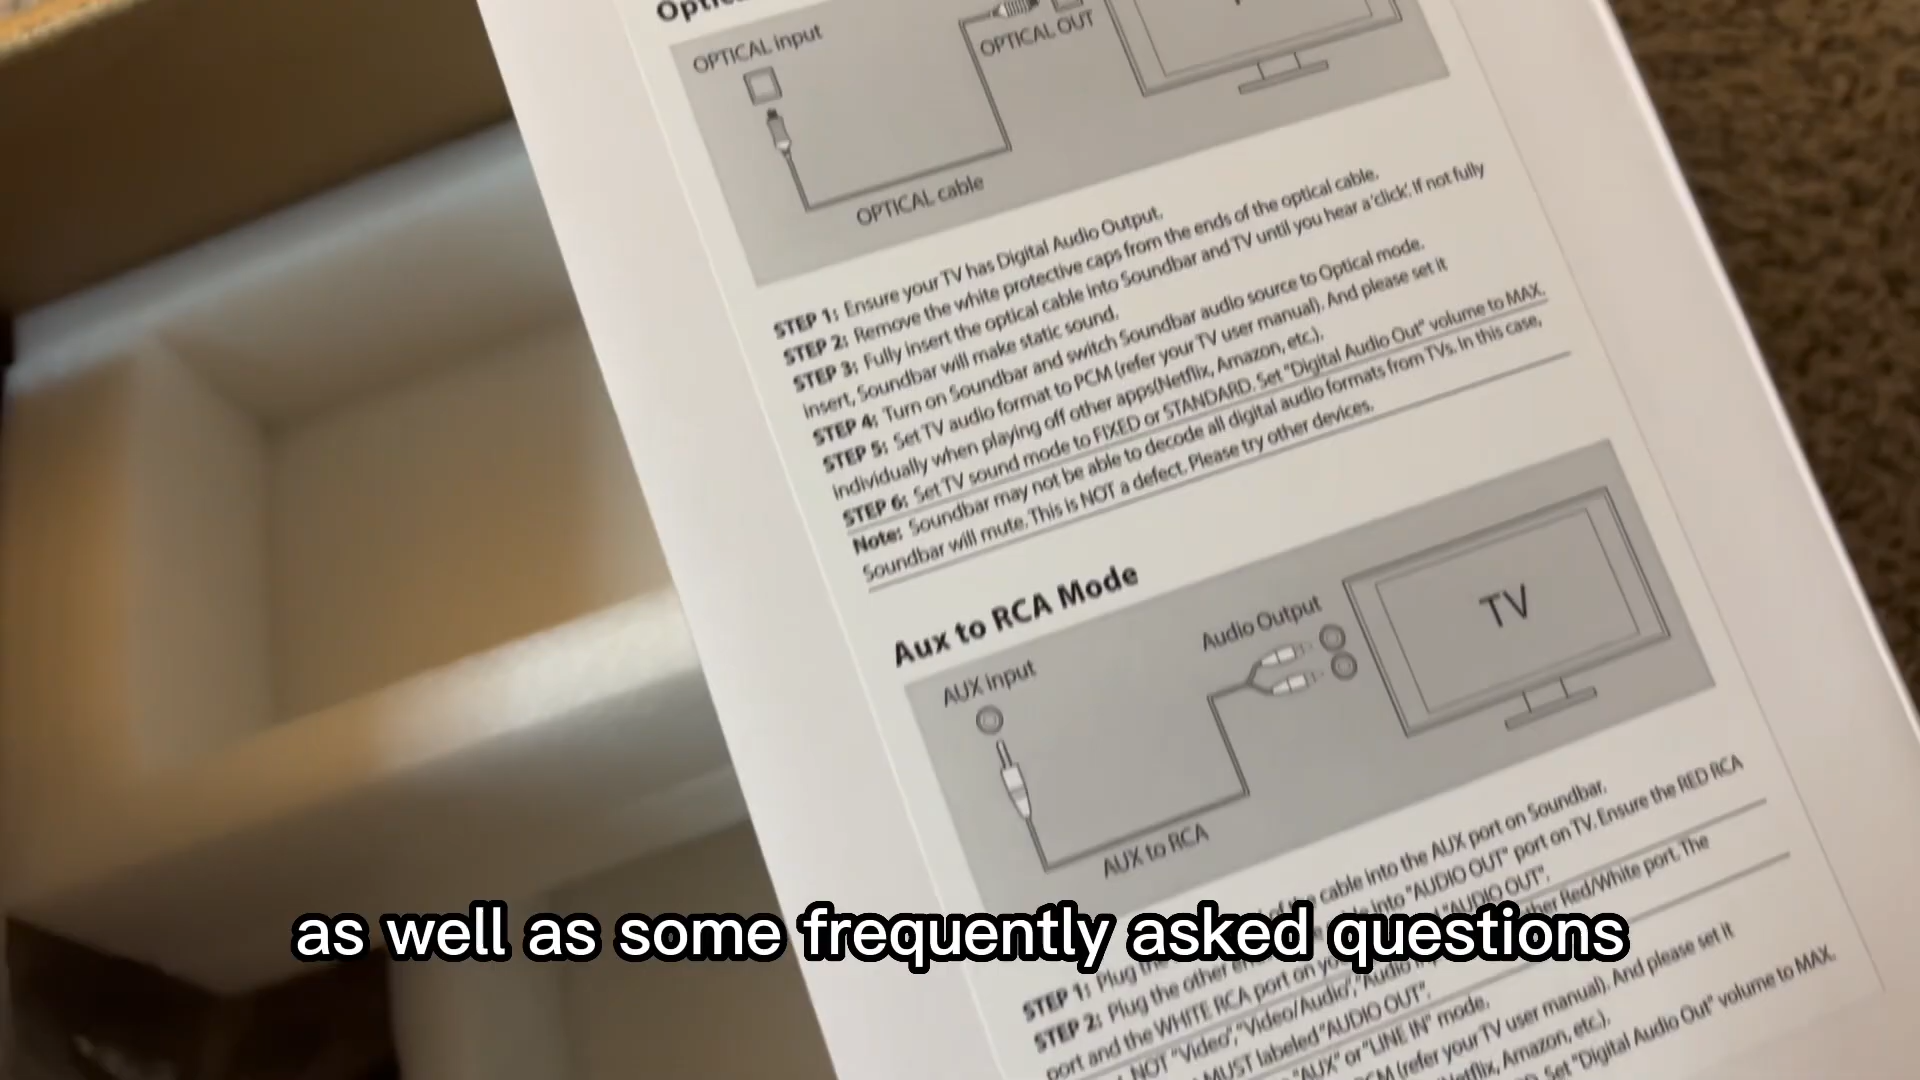 OPTICAL input
OPTICAL OUT
OPTICAL cable
STEP 1: Ensure your TV has Digital Audio Output.
STEP 2: Remove the white protective caps from the ends of the optical cable.
STEP 3: Fully insert the optical cable into Soundbar and TV until you hear a 'click'. If not fully
insert, Soundbar will make static sound.
STEP 4: Turn on Soundbar and switch Soundbar audio source to Optical mode.
STEP 5: Set TV audio format to PCM (refer your TV user manual). And please set it
individually when playing off other apps(Netflix, Amazon, etc.).
STEP 6: Set TV sound mode to FIXED or STANDARD. Set "Digital Audio Out" volume to MAX.
Note: Soundbar may not be able to decode all digital audio formats from TVs. In this case,
Soundbar will mute. This is NOT a defect. Please try other devices.
Aux to RCA Mode
AUX input
Audio Output
TV
AUX to RCA
STEP 1: Plug of the cable into the AUX port on Soundbar.
STEP 2: Plug the other into "AUDIO OUT" port on TV. Ensure the RED RCA
port and the WHITE RCA port on "AUDIO OUT".
NOT "Video", "Video/Audio", "Audio Red/White port. The
MUST labeled "AUDIO OUT".
"AUX" or "LINE IN" mode.
(refer your TV user manual). And please set it
Amazon, etc.).
Set "Digital Audio Out" volume to MAX.
as well as some frequently asked questions